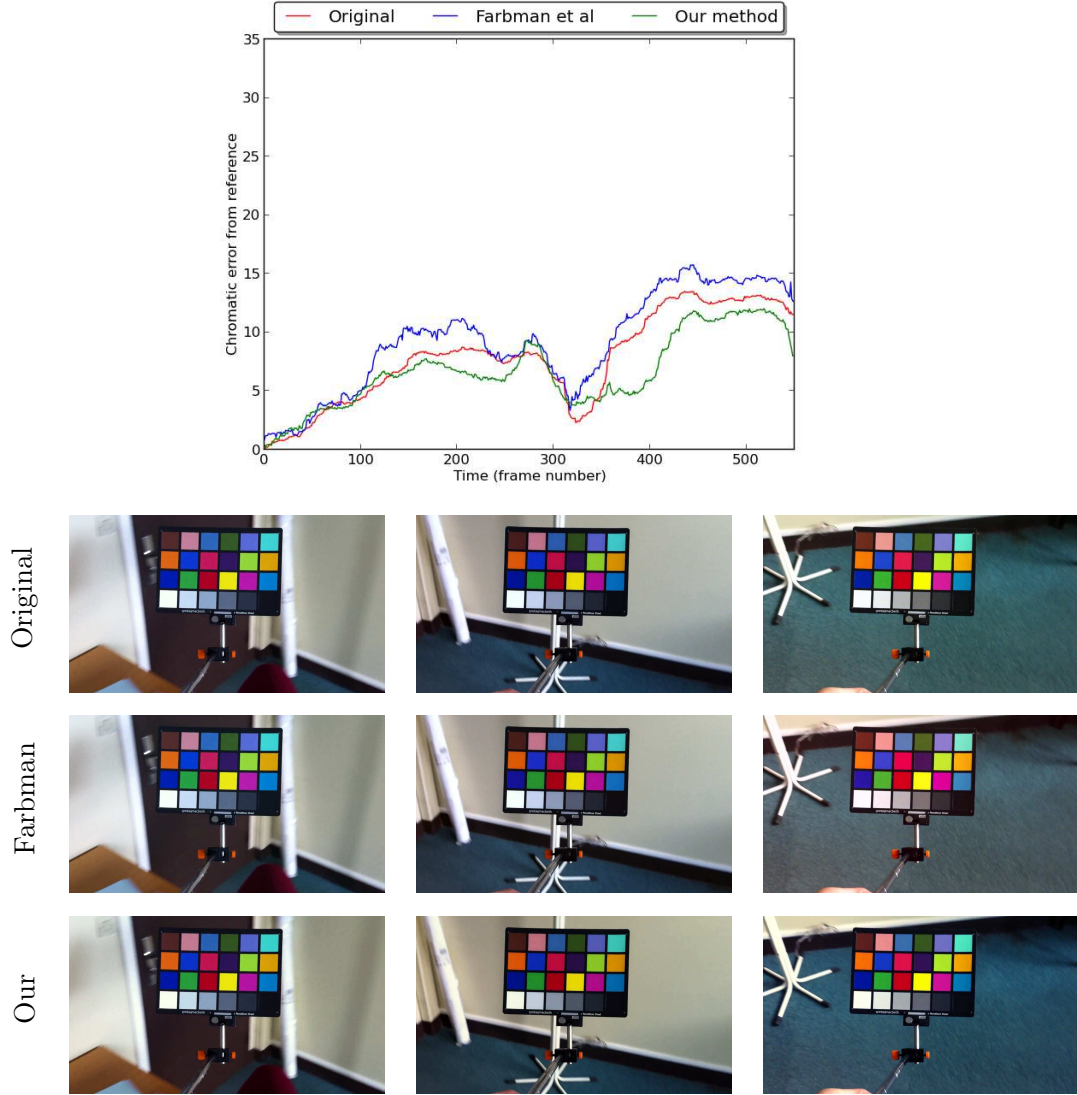 Original Farbman et al Our method
35
30
25
20
15
10
5
0
Chromatic error from reference
0 100 200 300 400 500
Time (frame number)
Original
Farbman
Our